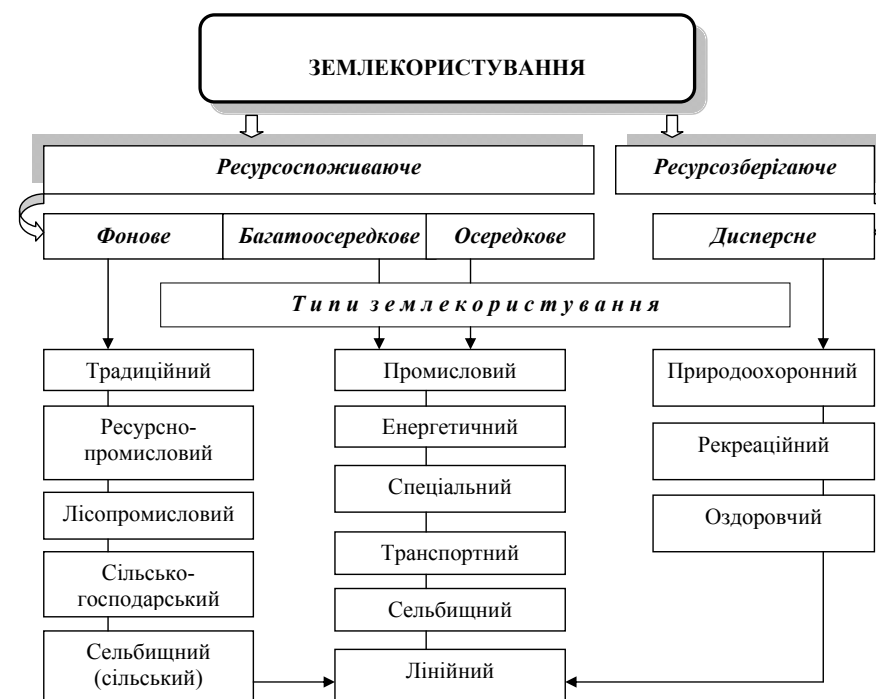 ЗЕМЛЕКОРИСТУВАННЯ
Ресурсоспоживаюче
Ресурсозберігаюче
Фонове
Багатоосередкове
Осередкове
Дисперсне
Типи землекористування
Традиційний
Ресурсно-
промисловий
Лісопромисловий
Сільсько-
господарський
Сельбищний
(сільський)
Промисловий
Енергетичний
Спеціальний
Транспортний
Сельбищний
Лінійний
Природоохоронний
Рекреаційний
Оздоровчий